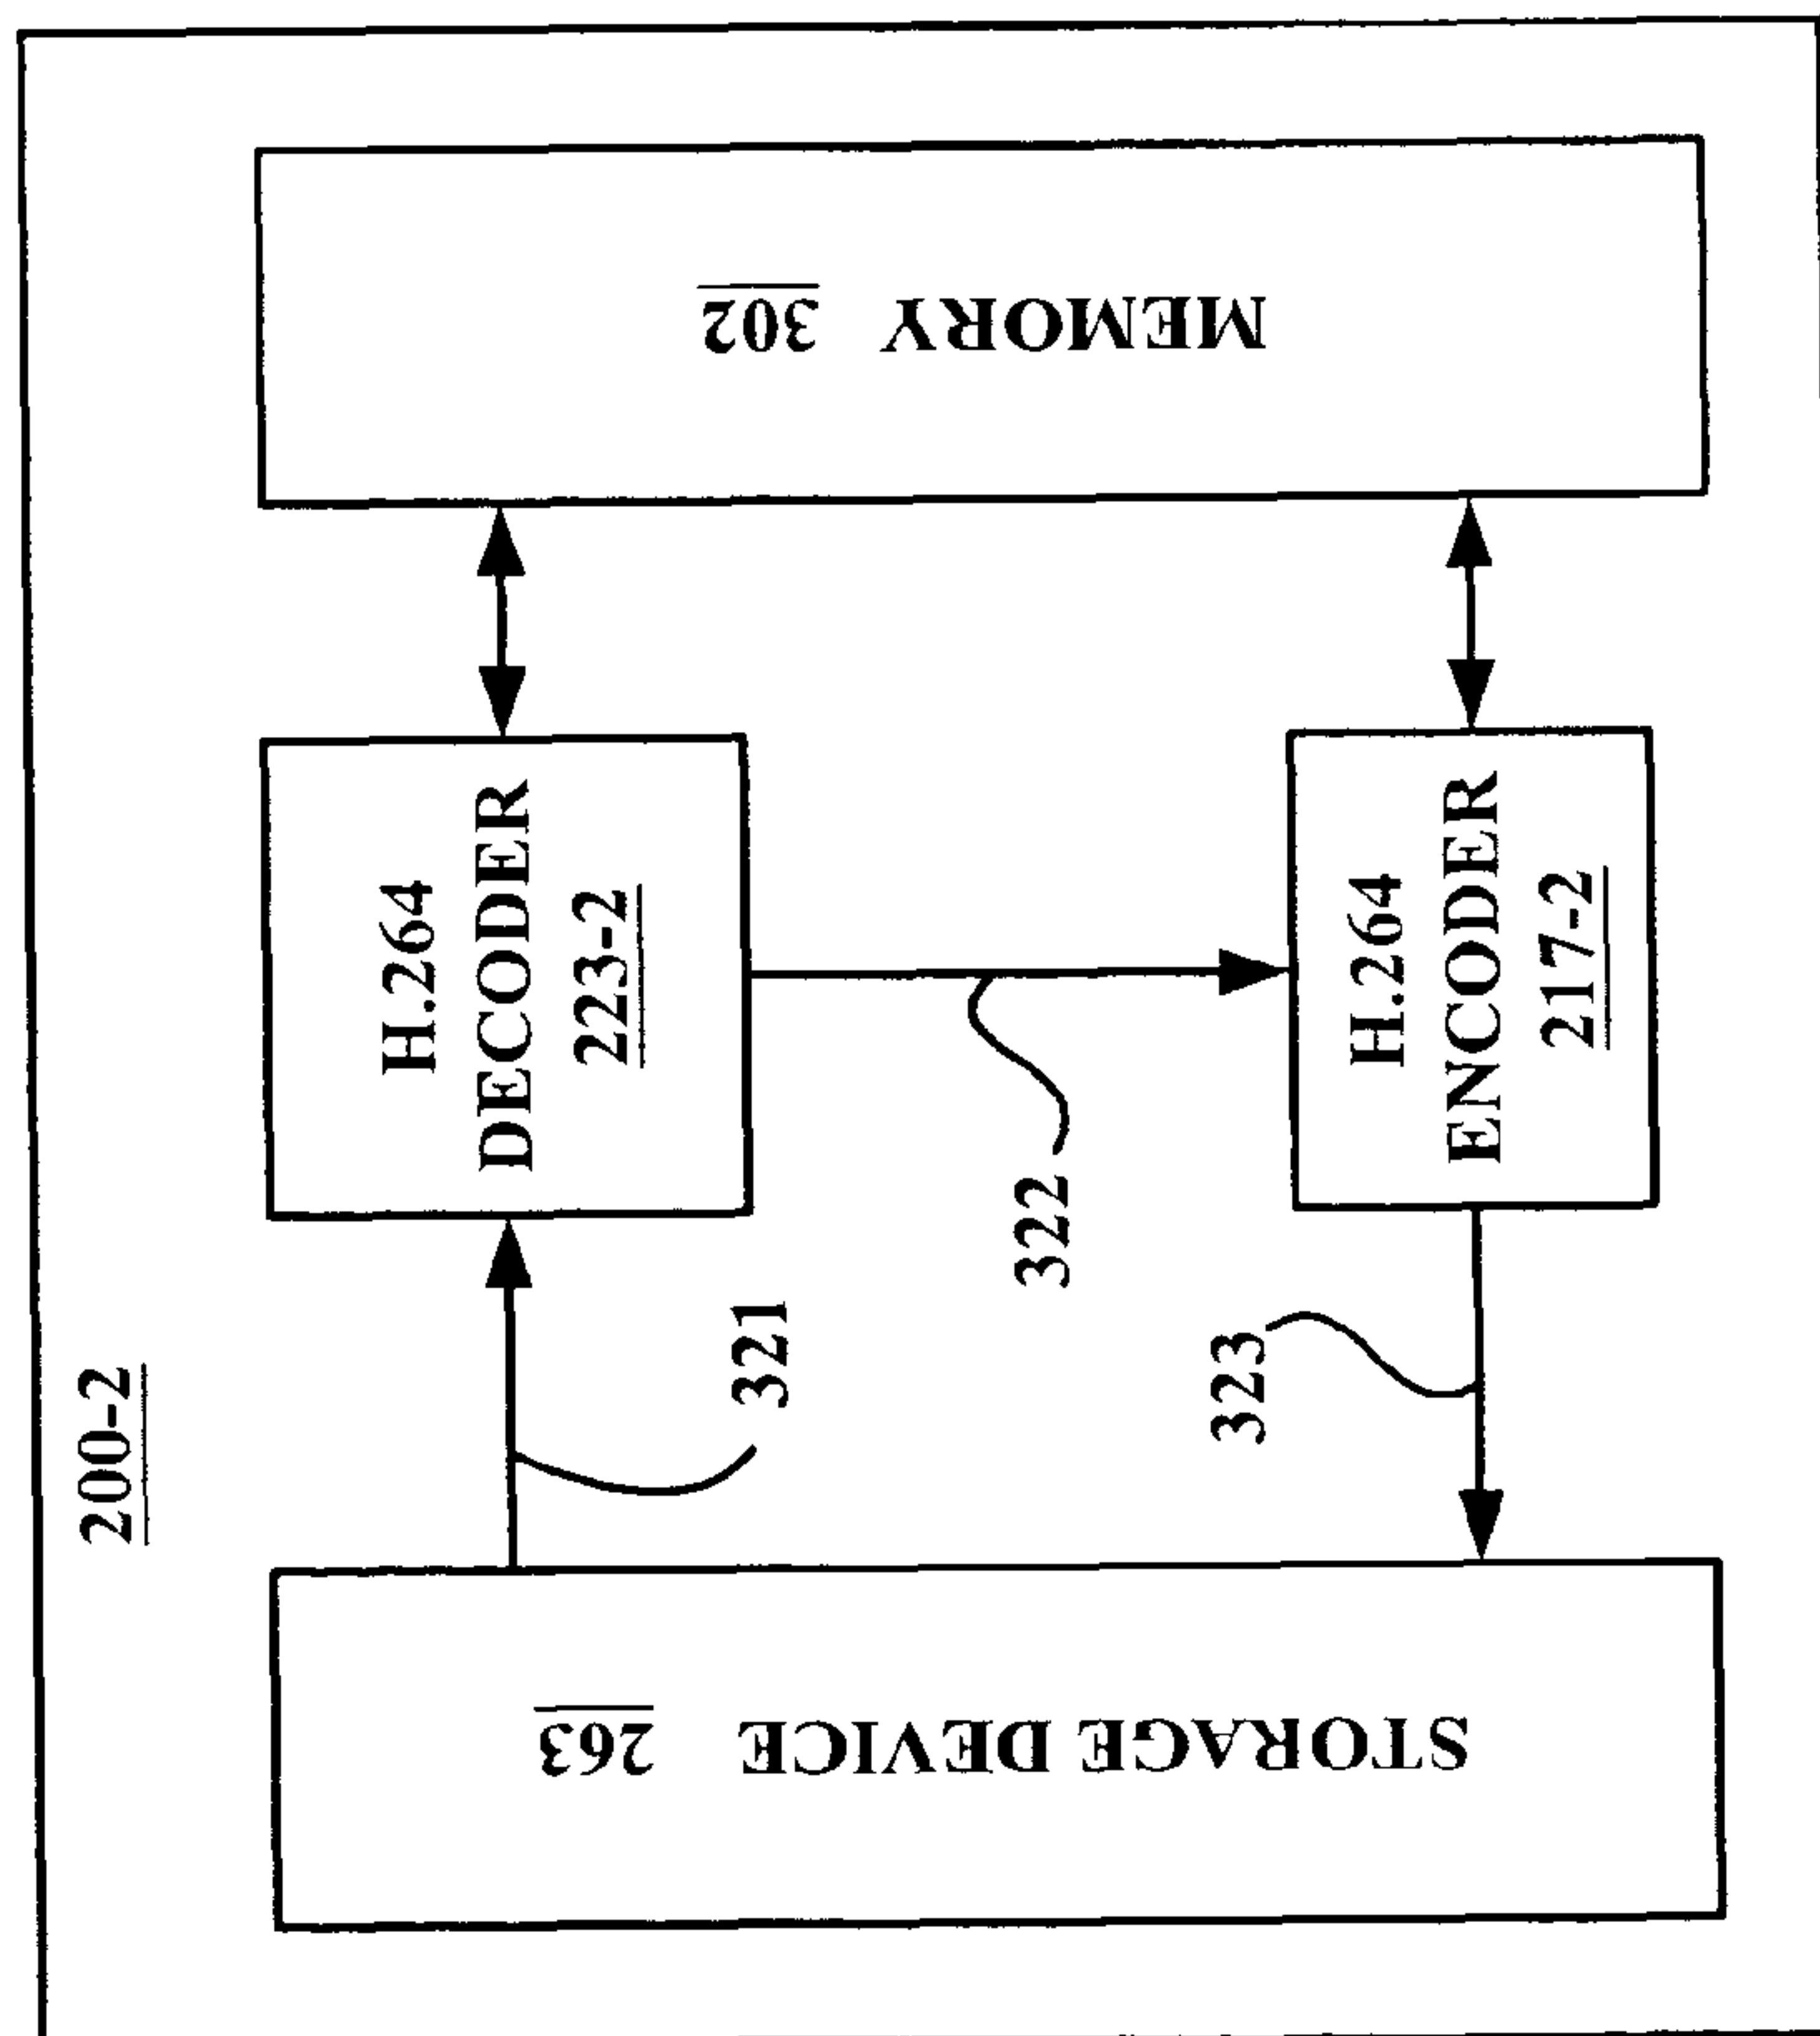 200-2
STORAGE DEVICE 263
321
H.264
DECODER
223-2
322
323
H.264
ENCODER
217-2
MEMORY 302